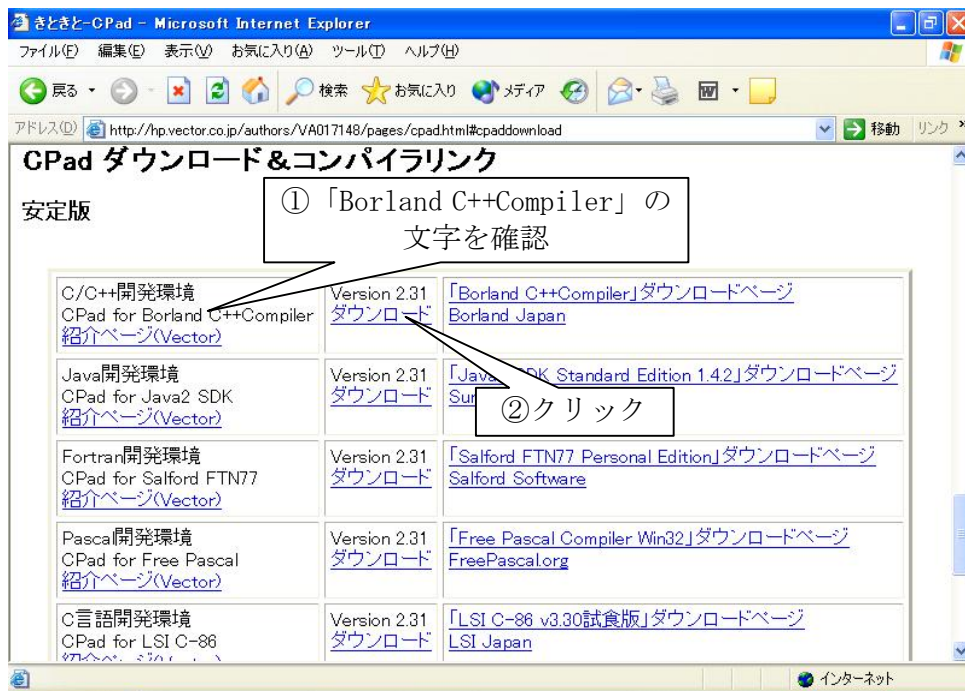 きときと-CPad - Microsoft Internet Explorer
ファイル(F) 編集(E) 表示(V) お気に入り(A) ツール(T) ヘルプ(H)
戻る 検索 お気に入り メディア
アドレス(D) http://hp.vector.co.jp/authors/VA017148/pages/cpad.html#cpaddownload 移動 リンク
CPad ダウンロード&コンパイラリンク
安定版
①「Borland C++Compiler」の
文字を確認
C/C++開発環境
CPad for Borland C++Compiler
紹介ページ(Vector)
Version 2.31
ダウンロード
「Borland C++Compiler」ダウンロードページ
Borland Japan
Java開発環境
CPad for Java2 SDK
紹介ページ(Vector)
Version 2.31
ダウンロード
「Java SDK Standard Edition 1.4.2」ダウンロードページ
②クリック
Fortran開発環境
CPad for Salford FTN77
紹介ページ(Vector)
Version 2.31
ダウンロード
「Salford FTN77 Personal Edition」ダウンロードページ
Salford Software
Pascal開発環境
CPad for Free Pascal
紹介ページ(Vector)
Version 2.31
ダウンロード
「Free Pascal Compiler Win32」ダウンロードページ
FreePascal.org
C言語開発環境
CPad for LSI C-86
Version 2.31
ダウンロード
「LSI C-86 v3.30試食版」ダウンロードページ
LSI Japan
インターネット